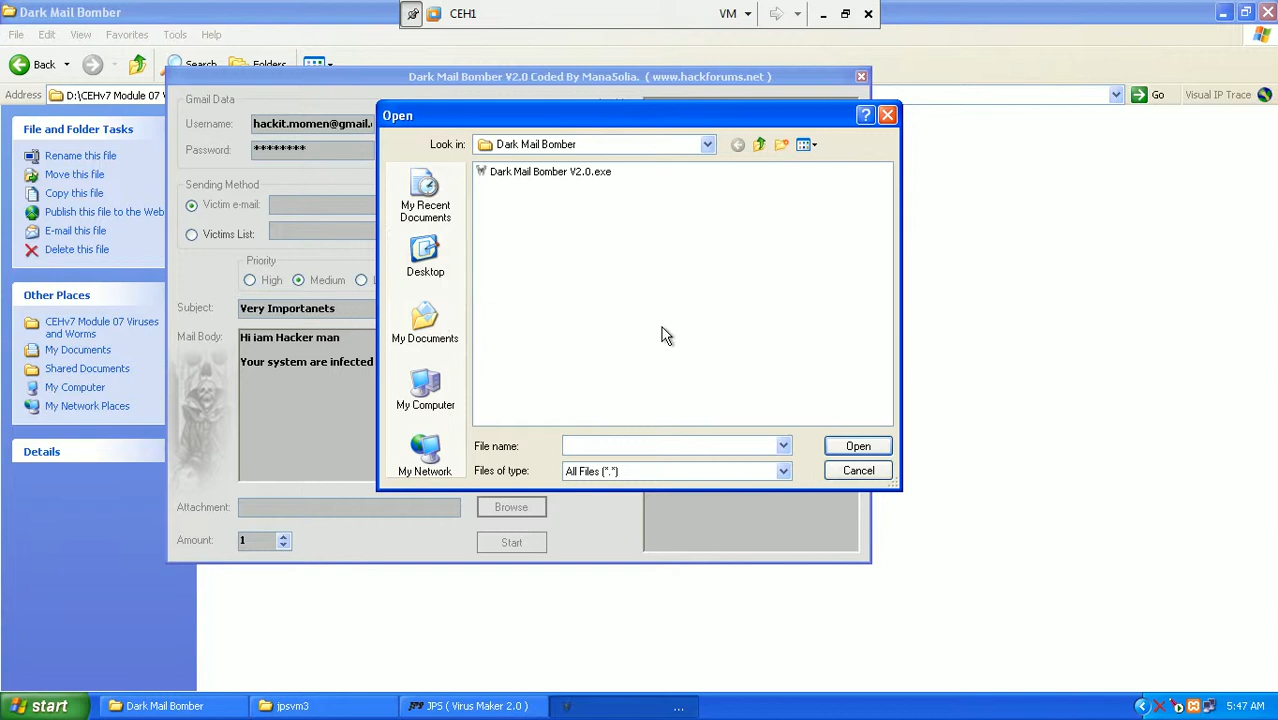 Dark Mail Bomber
CEH1
VM
File Edit View Favorites Tools Help
Back Search Folders
Address D:\CEHv7 Module 07 V Go Visual IP Trace
Dark Mail Bomber V2.0 Coded By Mana5olia. ( www.hackforums.net )
File and Folder Tasks
Rename this file
Move this file
Copy this file
Publish this file to the Web
E-mail this file
Delete this file
Other Places
CEHv7 Module 07 Viruses
and Worms
My Documents
Shared Documents
My Computer
My Network Places
Details
Gmail Data
Username: hackit.momen@gmail.
Password: ********
Sending Method
Victim e-mail:
Victims List:
Priority
High Medium
Subject: Very Importanets
Mail Body: Hi iam Hacker man
Your system are infected
Attachment: Browse
Amount: 1 Start
Open
Look in: Dark Mail Bomber
My Recent
Documents
Desktop
My Documents
My Computer
My Network
Dark Mail Bomber V2.0.exe
File name: Open
Files of type: All Files (*.*) Cancel
start Dark Mail Bomber jpsvm3 JPS ( Virus Maker 2.0 ) ... 5:47 AM